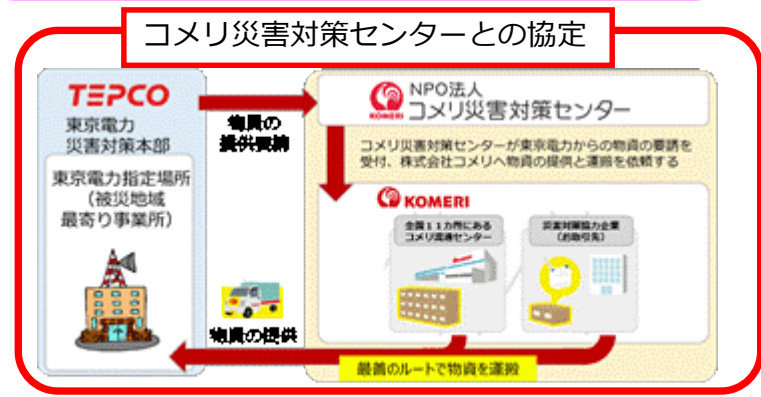 コメリ災害対策センターとの協定
TEPCO
東京電力
災害対策本部
東京電力指定場所
(被災地域
最寄り事業所)
物資の
提供要請
物資の提供
KOMERI
NPO法人
コメリ災害対策センター
コメリ災害対策センターが東京電力からの物資の要請を
受付、株式会社コメリへ物資の提供と運搬を依頼する
KOMERI
全国11カ所にある
コメリ流通センター
災害対策協力企業
(お取引先)
最善のルートで物資を運搬